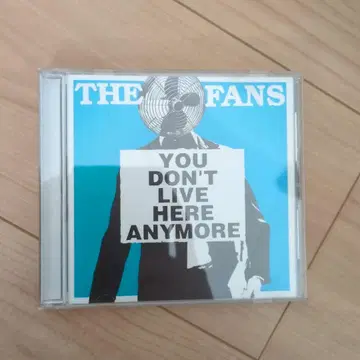 THE FANS
YOU
DON'T
LIVE
HERE
ANYMORE